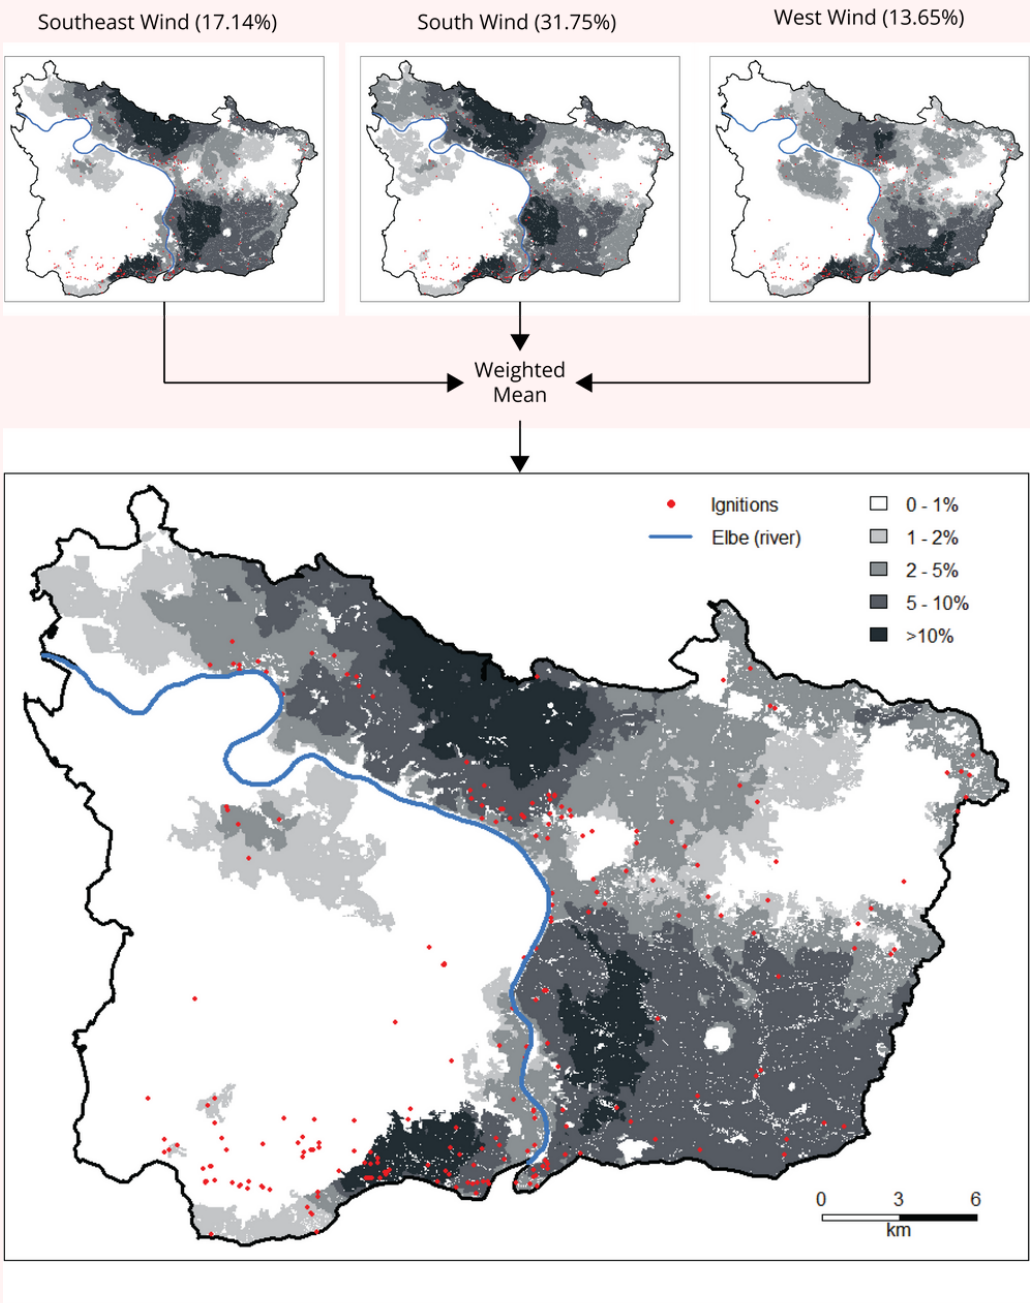 Southeast Wind (17.14%)
South Wind (31.75%)
West Wind (13.65%)
Weighted
Mean
Ignitions
Elbe (river)
0 - 1%
1 - 2%
2 - 5%
5 - 10%
>10%
0 3 6
km